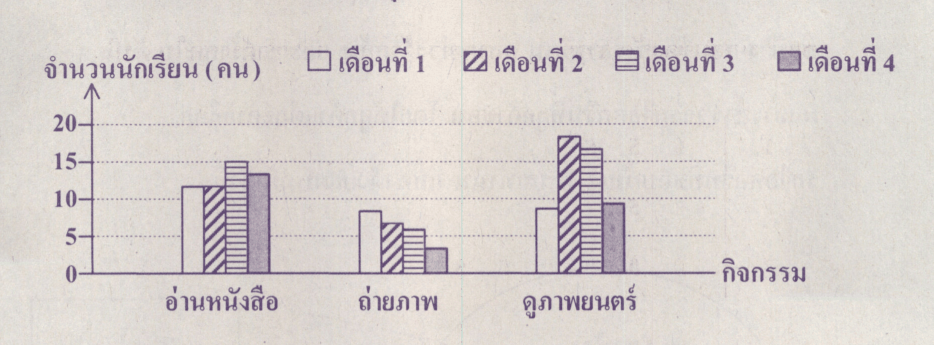 จำนวนนักเรียน (คน) เดือนที่ 1 เดือนที่ 2 เดือนที่ 3 เดือนที่ 4
20
15
10
5
0
กิจกรรม
อ่านหนังสือ ถ่ายภาพ ดูภาพยนตร์